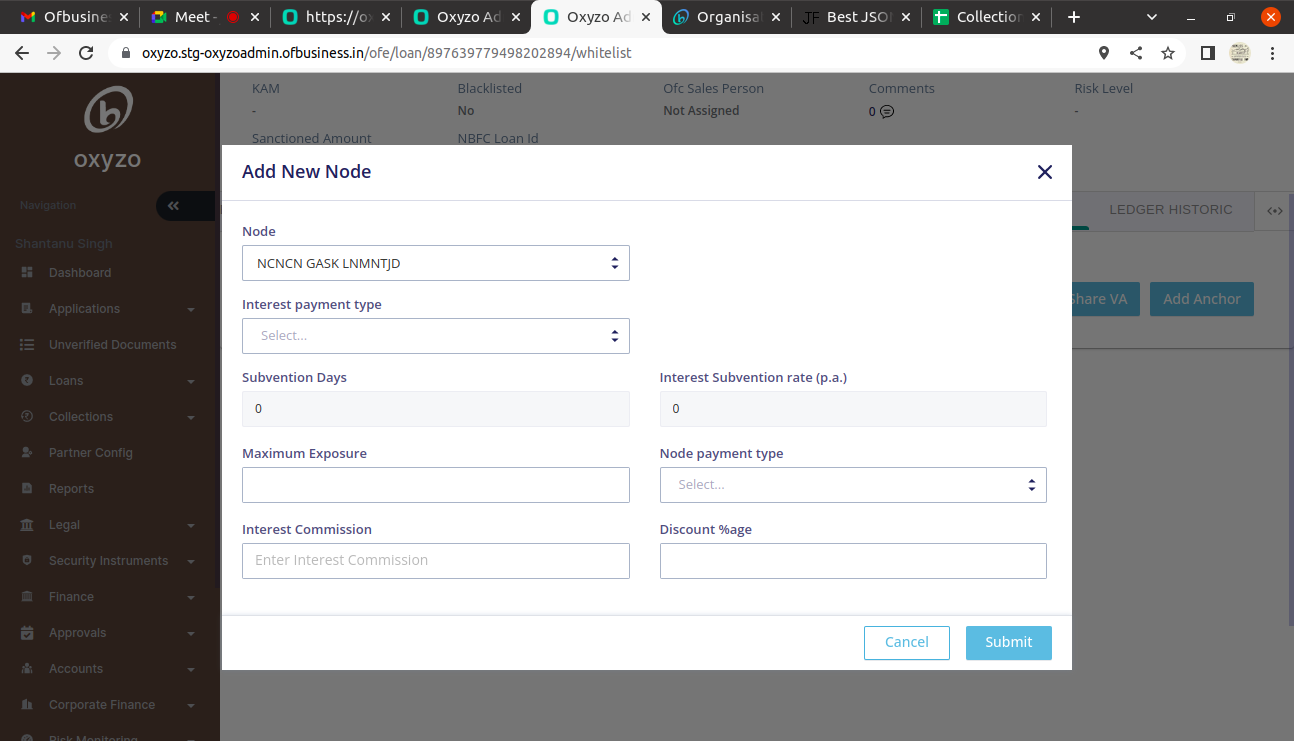 Ofbusine
Meet -
https://ox
Oxyzo Ad
Oxyzo Ad
Organisa
JF Best JSO
Collection
oxyzo.stg-oxyzoadmin.ofbusiness.in/ofe/loan/897639779498202894/whitelist
oxyzo
Navigation
Shantanu Singh
Dashboard
Applications
Unverified Documents
Loans
Collections
Partner Config
Reports
Legal
Security Instruments
Finance
Approvals
Accounts
Corporate Finance
Risk Monitoring
KAM
-
Blacklisted
No
Ofc Sales Person
Not Assigned
Comments
0
Risk Level
-
Sanctioned Amount
NBFC Loan Id
LEDGER HISTORIC
Share VA
Add Anchor
Add New Node
Node
NCNCN GASK LNMNTJD
Interest payment type
Select...
Subvention Days
0
Interest Subvention rate (p.a.)
0
Maximum Exposure
Node payment type
Select...
Interest Commission
Enter Interest Commission
Discount %age
Cancel
Submit